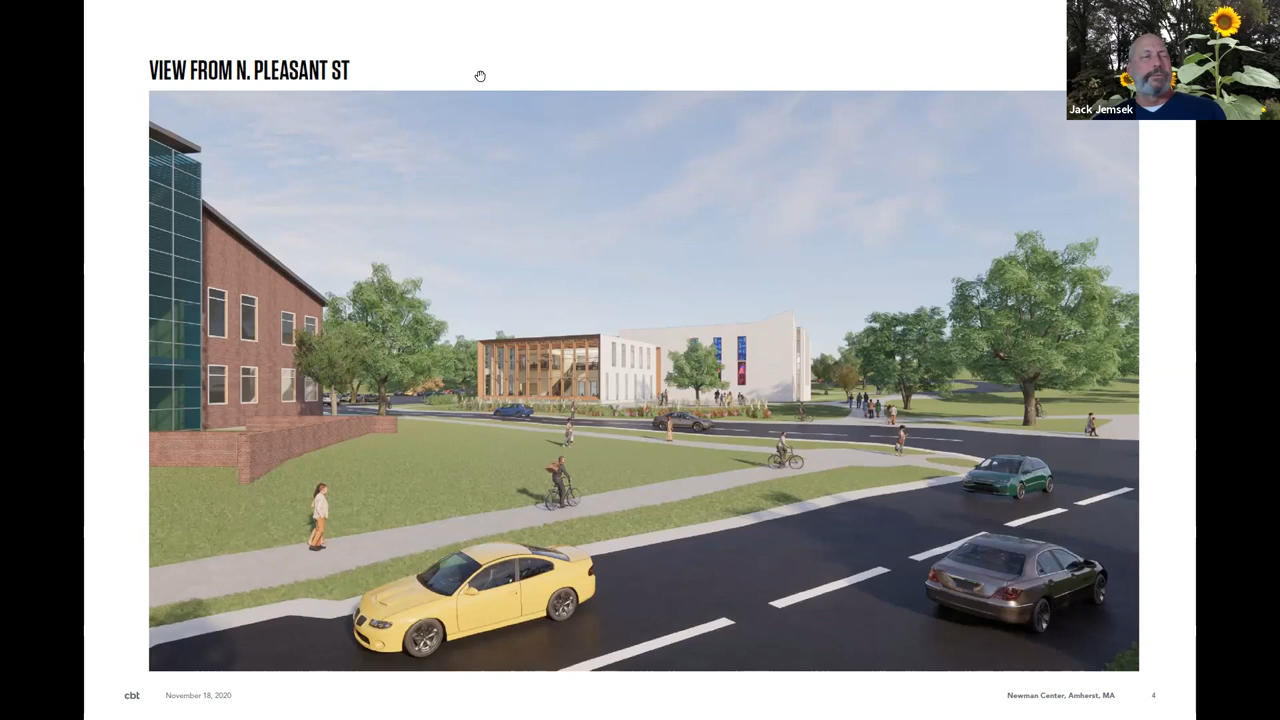 VIEW FROM N. PLEASANT ST
Jack Jemsek
cbt
November 18, 2020
Newman Center, Amherst, MA
4